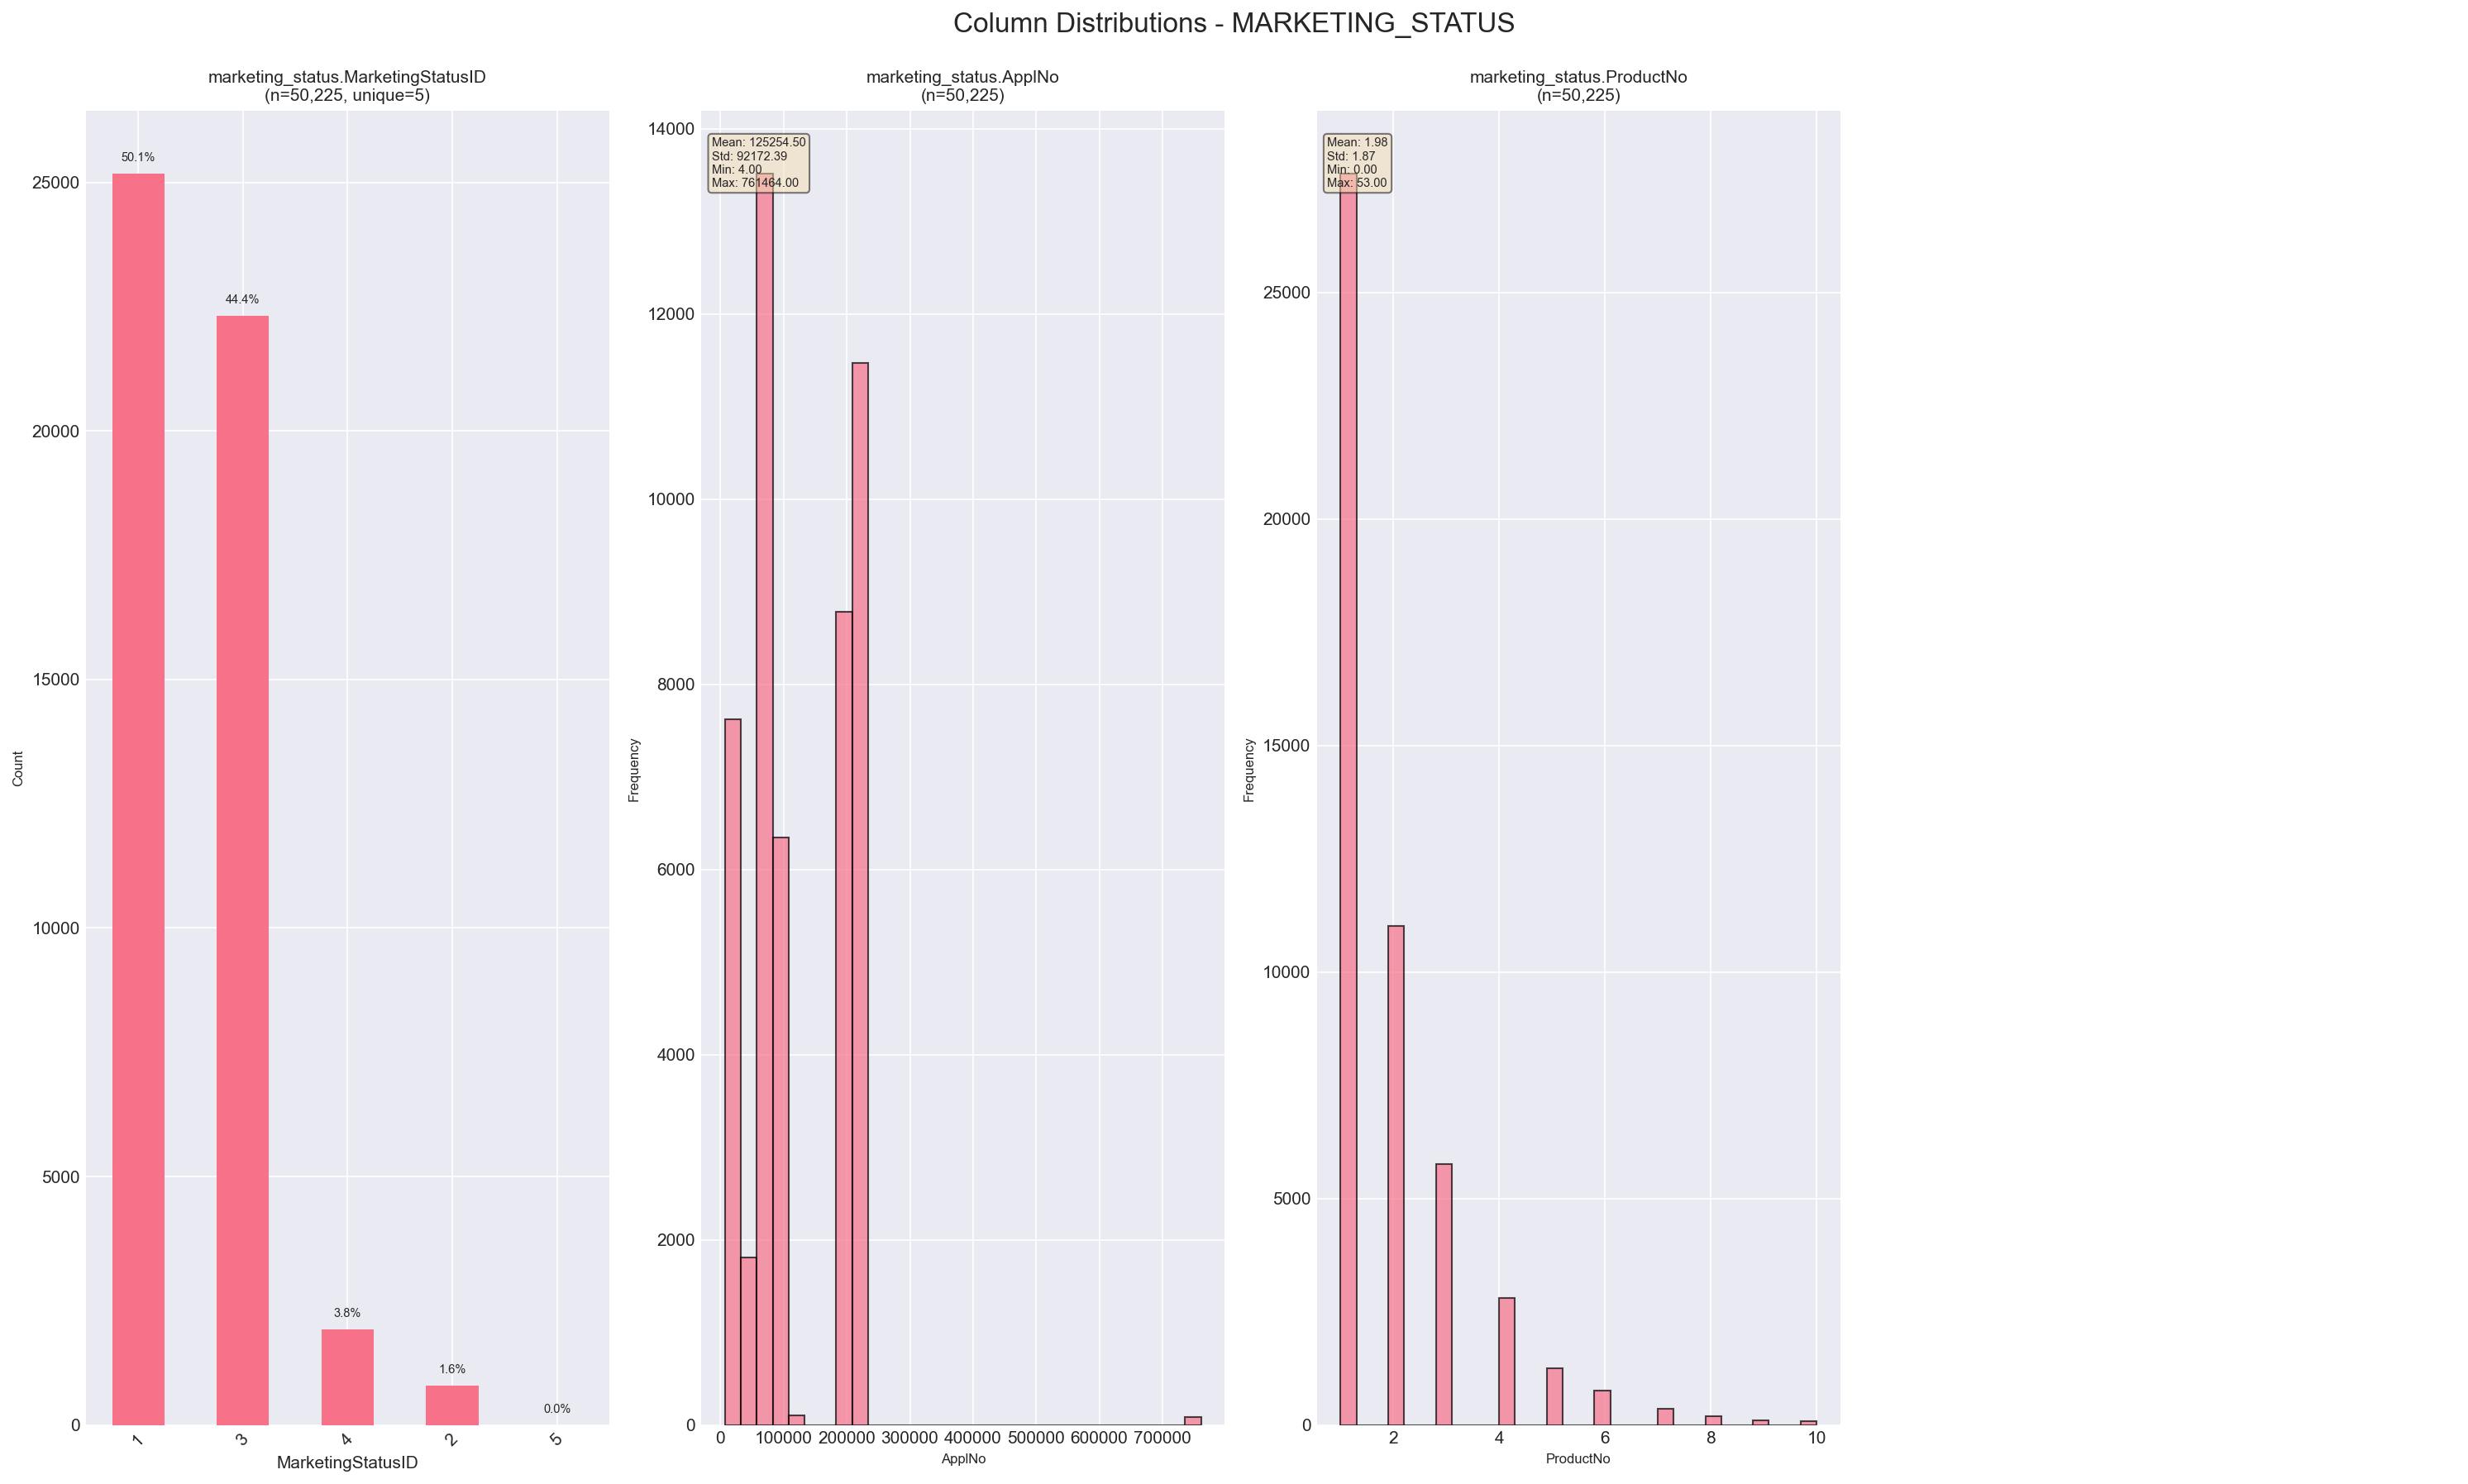 Column Distributions - MARKETING_STATUS
marketing_status.MarketingStatusID
(n=50,225, unique=5)
Count
25000
20000
15000
10000
5000
0
50.1%
44.4%
3.8%
1.6%
0.0%
1
3
4
2
5
MarketingStatusID
marketing_status.ApplNo
(n=50,225)
Frequency
14000
12000
10000
8000
6000
4000
2000
0
Mean: 125254.50
Std: 92172.39
Min: 4.00
Max: 761464.00
0
100000
200000
300000
400000
500000
600000
700000
ApplNo
marketing_status.ProductNo
(n=50,225)
Frequency
25000
20000
15000
10000
5000
0
Mean: 1.98
Std: 1.87
Min: 0.00
Max: 53.00
2
4
6
8
10
ProductNo